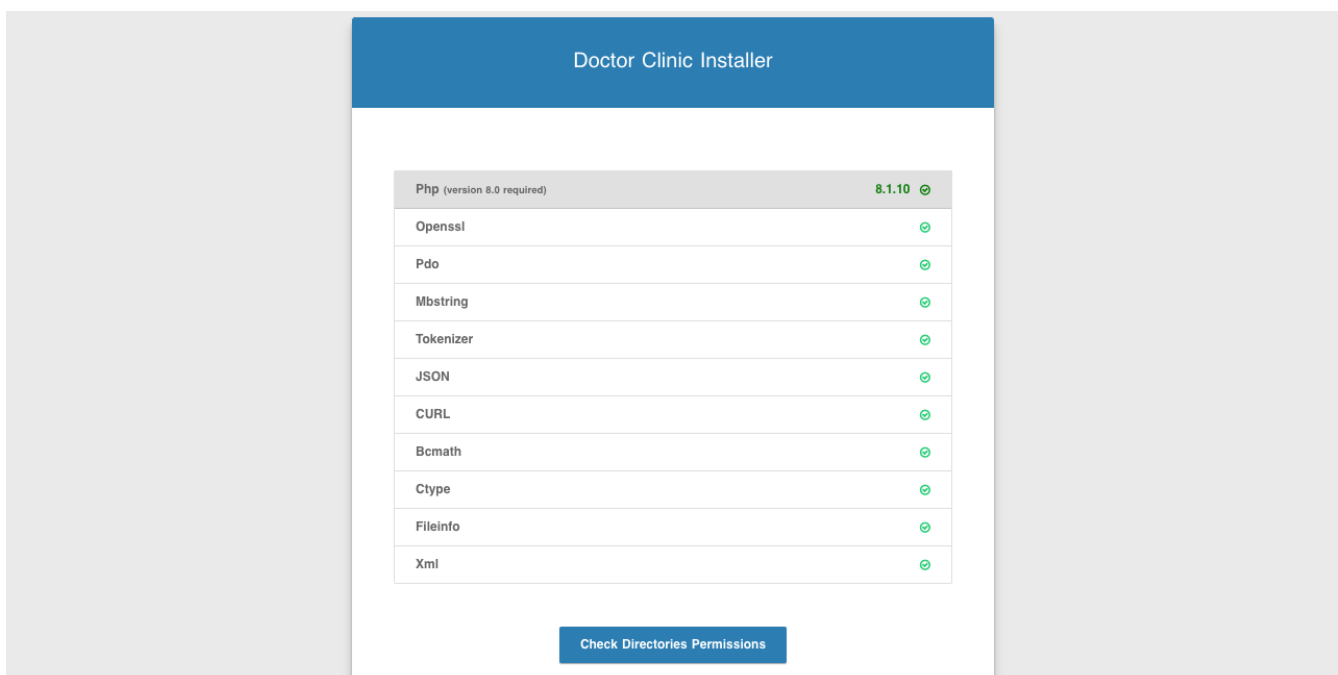 Doctor Clinic Installer
Php (version 8.0 required) 8.1.10
Openssl
Pdo
Mbstring
Tokenizer
JSON
CURL
Bcmath
Ctype
Fileinfo
Xml
Check Directories Permissions